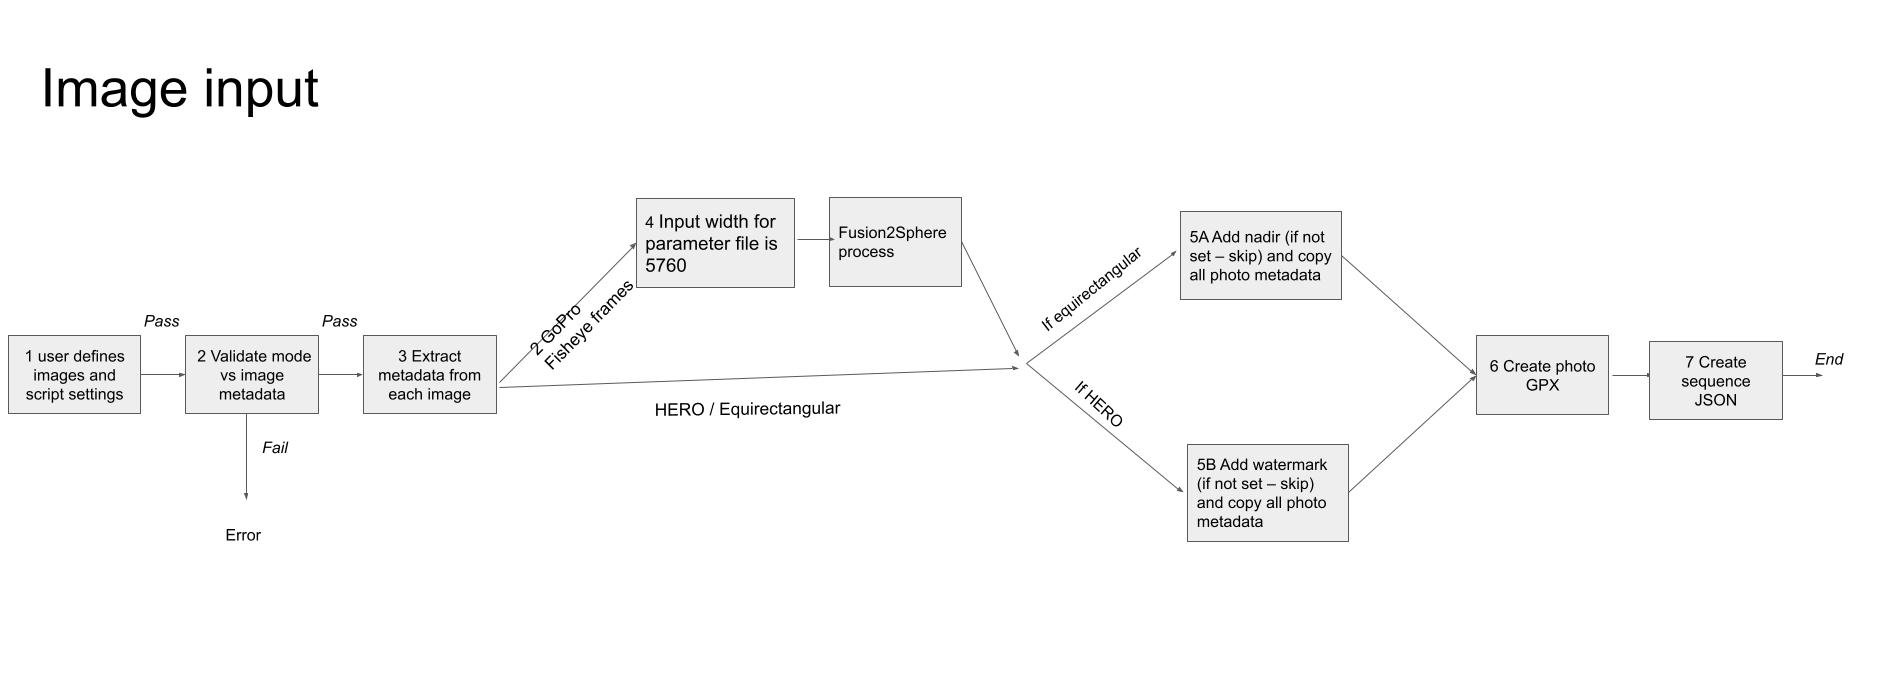 Image input
Pass
1 user defines
images and
script settings
2 Validate mode
vs image
metadata
Fail
Error
Pass
3 Extract
metadata from
each image
2 GoPro
Fisheye frames
HERO / Equirectangular
4 Input width for
parameter file is
5760
Fusion2Sphere
process
If equirectangular
If HERO
5A Add nadir (if not
set – skip) and copy
all photo metadata
5B Add watermark
(if not set – skip)
and copy all photo
metadata
6 Create photo
GPX
7 Create
sequence
JSON
End